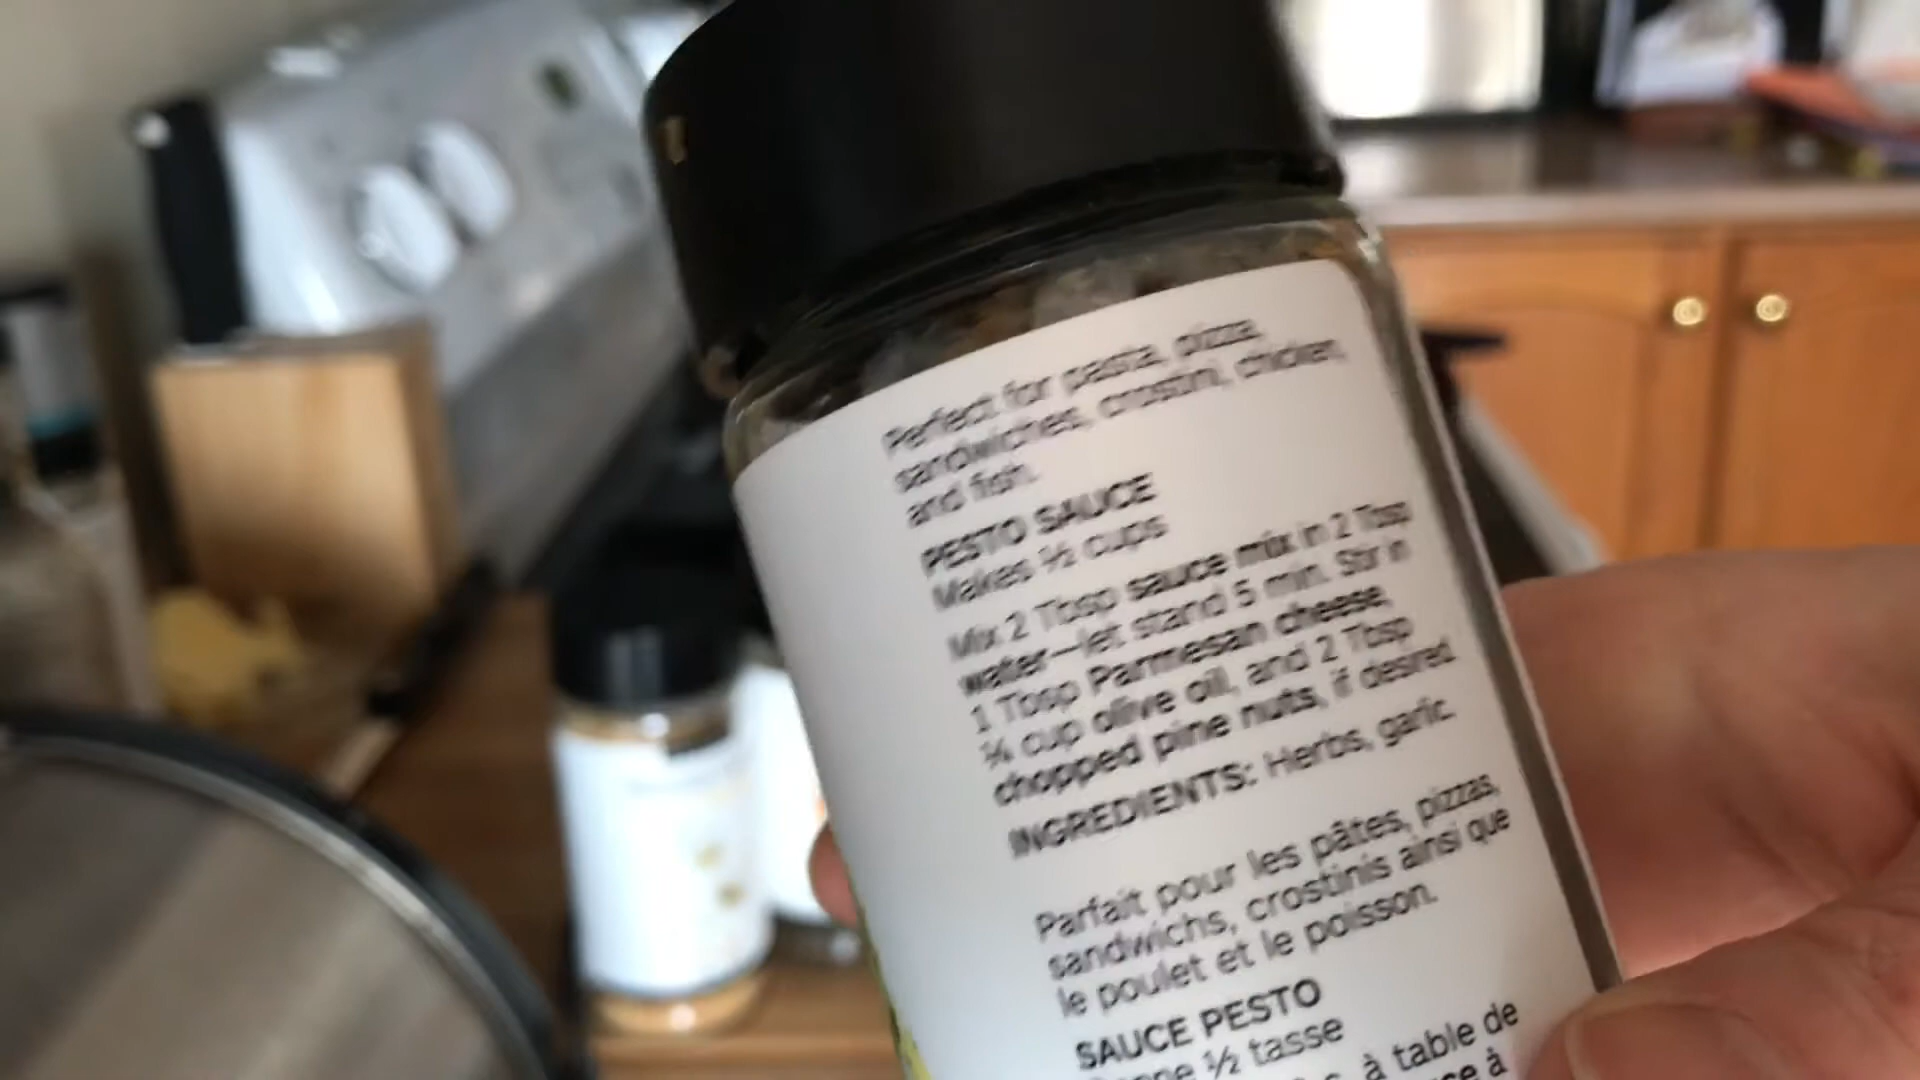 Perfect for pasta, pizza,
sandwiches, crostini, chicken,
and fish.
PESTO SAUCE
Makes ½ cups
Mix 2 Tbsp sauce mix in 2 Tbsp
water—let stand 5 min. Stir in
1 Tbsp Parmesan cheese,
¼ cup olive oil, and 2 Tbsp
chopped pine nuts, if desired
INGREDIENTS: Herbs, garlic.
Parfait pour les pâtes, pizzas,
sandwichs, crostinis ainsi que
le poulet et le poisson.
SAUCE PESTO
½ tasse
à table de
à